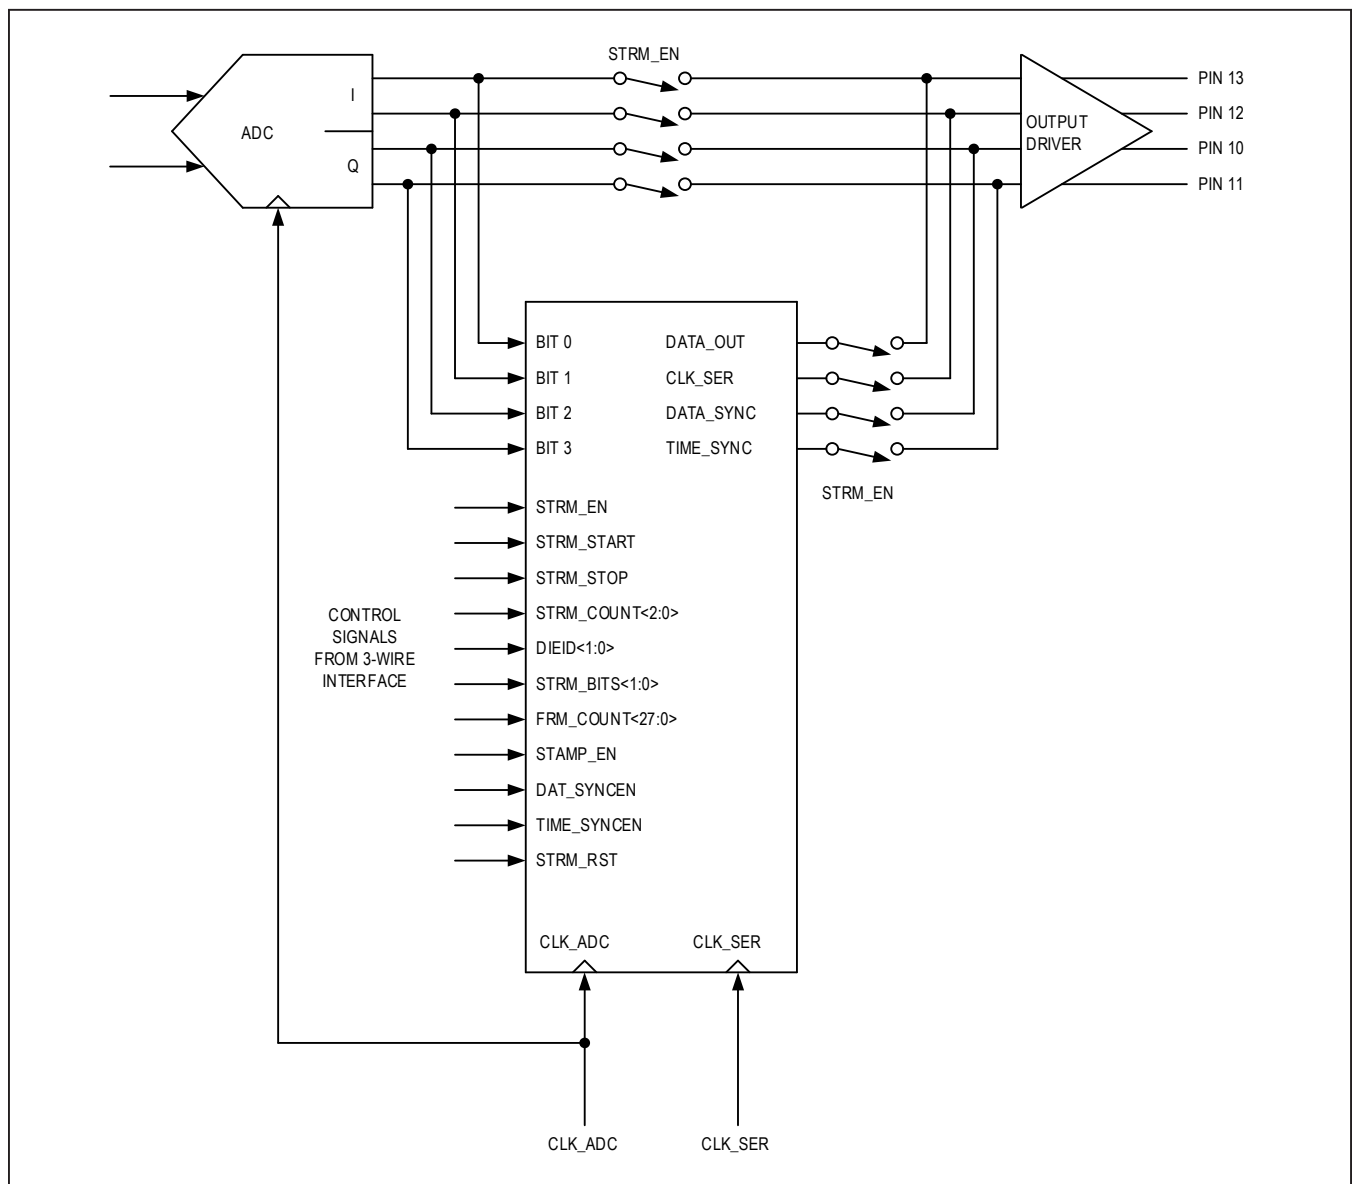 STRM_EN
I
ADC
Q
OUTPUT
DRIVER
PIN 13
PIN 12
PIN 10
PIN 11
BIT 0
DATA_OUT
BIT 1
CLK_SER
BIT 2
DATA_SYNC
BIT 3
TIME_SYNC
STRM_EN
STRM_EN
STRM_START
STRM_STOP
STRM_COUNT<2:0>
DIEID<1:0>
STRM_BITS<1:0>
FRM_COUNT<27:0>
STAMP_EN
DAT_SYNCEN
TIME_SYNCEN
STRM_RST
CONTROL
SIGNALS
FROM 3-WIRE
INTERFACE
CLK_ADC
CLK_SER
CLK_ADC
CLK_SER